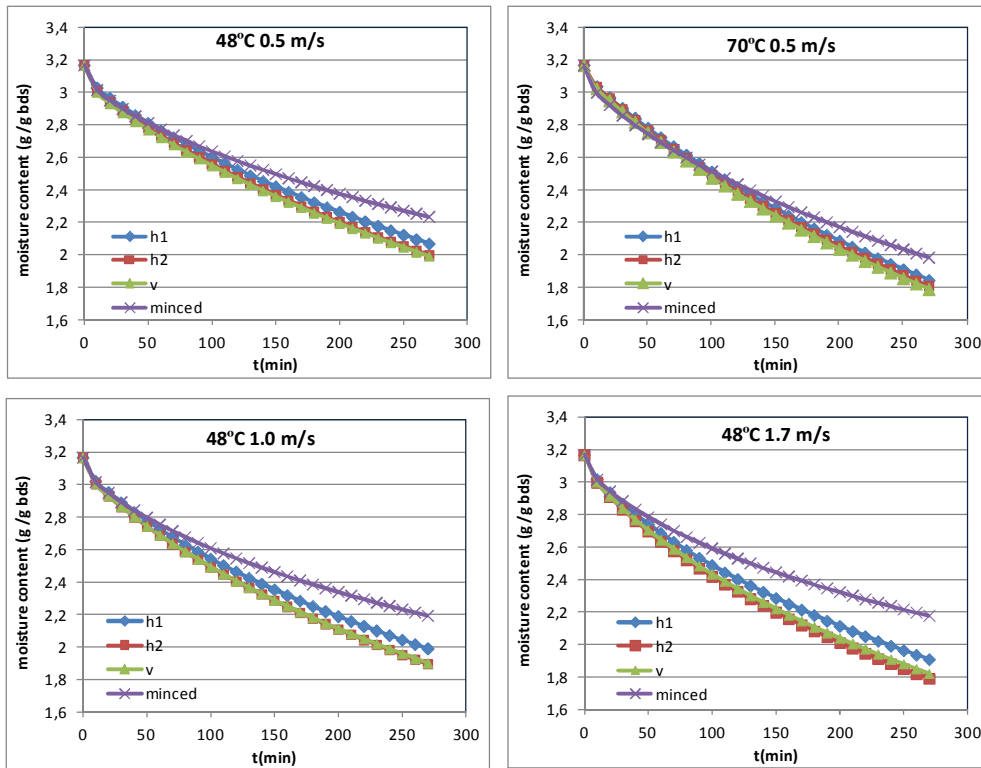 48°C 0.5 m/s
moisture content (g /g bds)
3,4
3,2
3
2,8
2,6
2,4
2,2
2
1,8
1,6
h1
h2
v
minced
0 50 100 150 200 250 300
t(min)
70°C 0.5 m/s
moisture content (g /g bds)
3,4
3,2
3
2,8
2,6
2,4
2,2
2
1,8
1,6
h1
h2
v
minced
0 50 100 150 200 250 300
t(min)
48°C 1.0 m/s
moisture content (g /g bds)
3,4
3,2
3
2,8
2,6
2,4
2,2
2
1,8
1,6
h1
h2
v
minced
0 50 100 150 200 250 300
t(min)
48°C 1.7 m/s
moisture content (g /g bds)
3,4
3,2
3
2,8
2,6
2,4
2,2
2
1,8
1,6
h1
h2
v
minced
0 50 100 150 200 250 300
t(min)